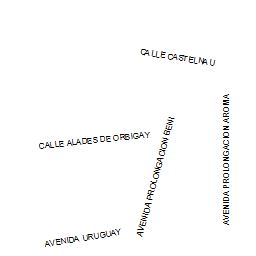 CALLE CASTELNAU
AVENIDA PROLONGACION AROMA
AVENIDA PROLONGACION BENI
CALLE ALADES DE ORBIGAY
AVENIDA URUGUAY